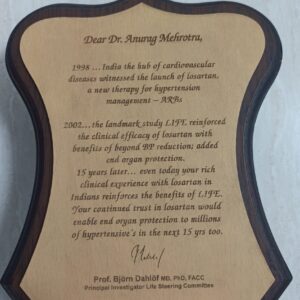 Dear Dr. Anurag Mehrotra,
1998 ... India the hub of cardiovascular
diseases witnessed the launch of losartan,
a new therapy for hypertension
management – ARBs
2002... the landmark study LIFE reinforced
the clinical efficacy of losartan with
benefits of beyond BP reduction; added
end organ protection.
15 years later... even today your rich
clinical experience with losartan in
Indians reinforces the benefits of LIFE.
Your continued trust in losartan would
enable end organ protection to millions
of hypertensive's in the next 15 yrs too.
Prof. Björn Dahlöf MD, PhD, FACC
Principal Investigator Life Steering Committee